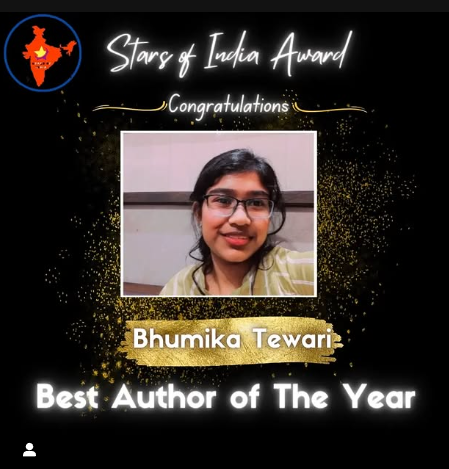 Stars of India Award
Congratulations
Bhumika Tewari
Best Author of The Year